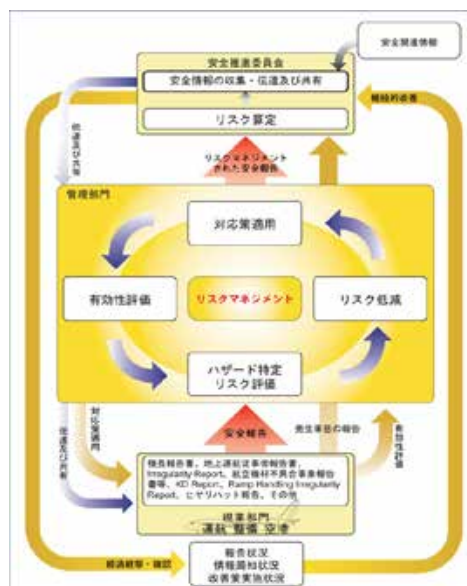 安全関連情報
安全推進委員会
安全情報の収集・伝達及び共有
リスク算定
継続的改善
伝達及び共有
リスクマネジメント
された安全報告
管理部門
対応策適用
有効性評価
リスクマネジメント
リスク低減
ハザード特定
リスク評価
対応策適用
伝達及び共有
安全報告
発生事態の報告
有効性評価
機長報告書、地上運航従事者報告書、
Irregularity Report、航空機材不具合事象報告
書等、KD Report、Ramp Handling Irregularity
Report、ヒヤリハット報告、その他
現業部門
運航 整備 空港
経過観察・確認
報告状況
情報周知状況
改善策実施状況